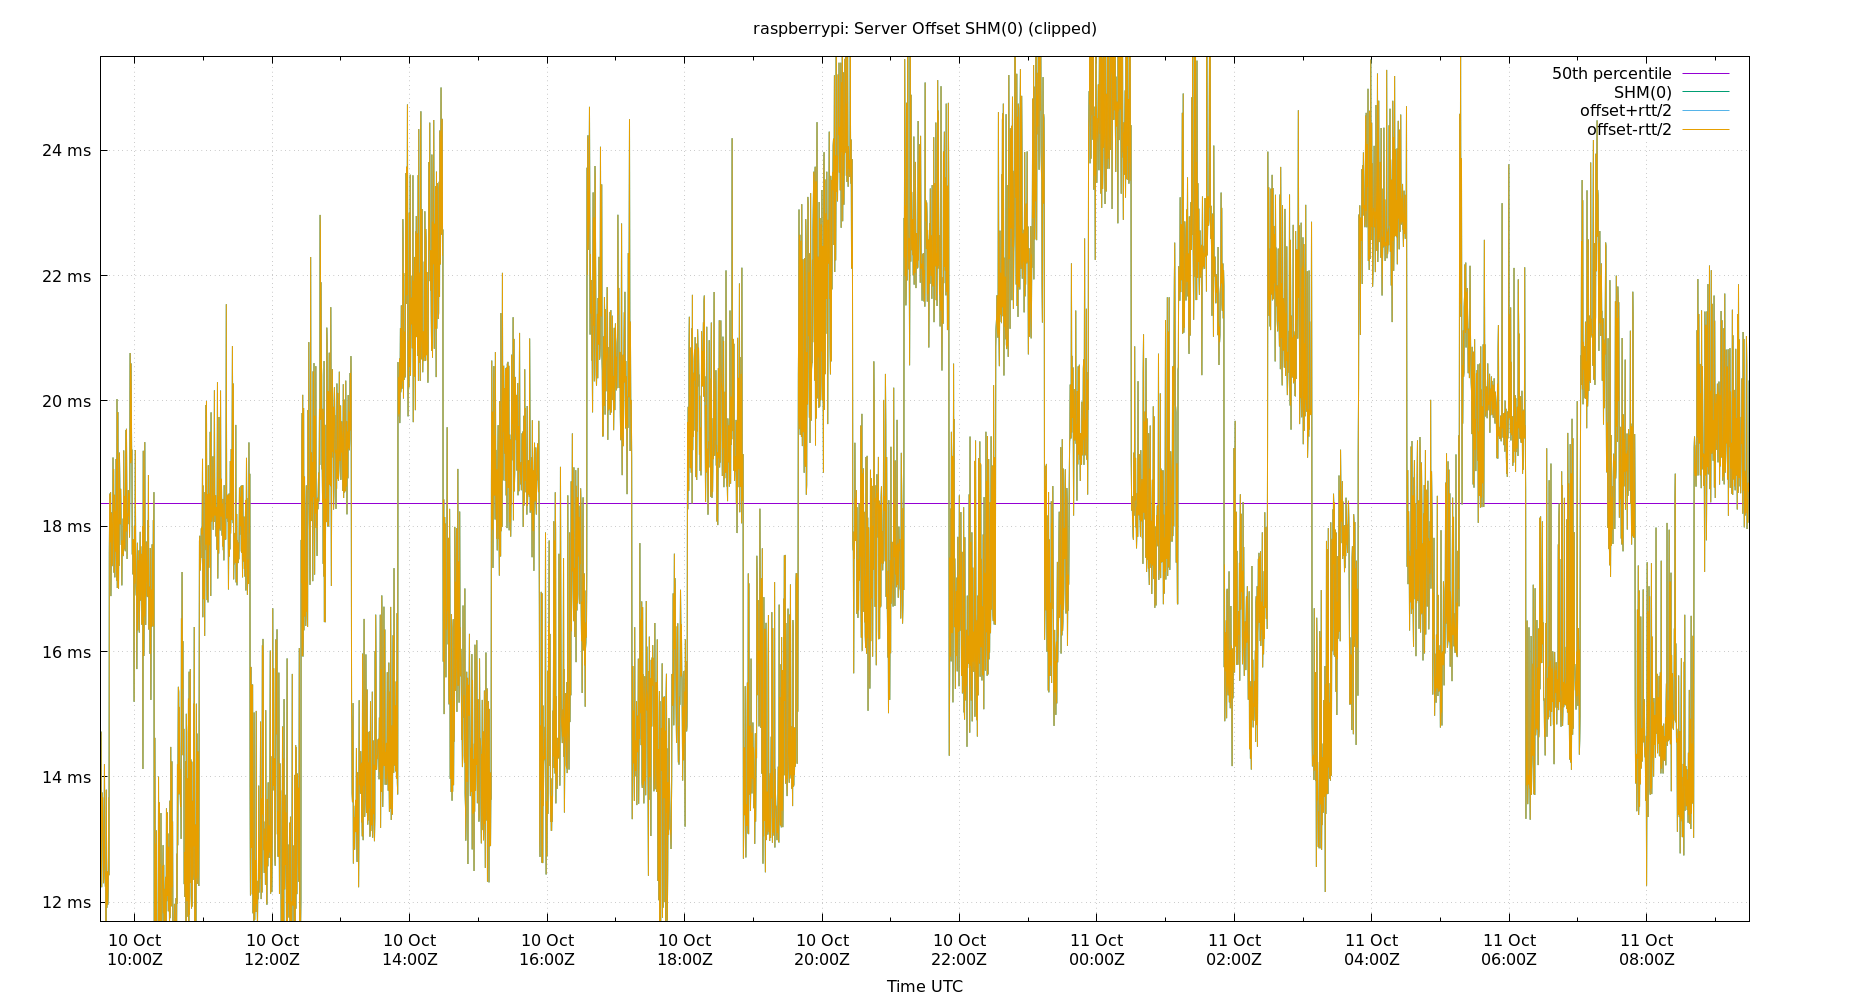 raspberrypi: Server Offset SHM(0) (clipped)
50th percentile
SHM(0)
offset+rtt/2
offset-rtt/2
24 ms
22 ms
20 ms
18 ms
16 ms
14 ms
12 ms
10 Oct 10 Oct 10 Oct 10 Oct 10 Oct 10 Oct 10 Oct 11 Oct 11 Oct 11 Oct 11 Oct 11 Oct
10:00Z 12:00Z 14:00Z 16:00Z 18:00Z 20:00Z 22:00Z 00:00Z 02:00Z 04:00Z 06:00Z 08:00Z
Time UTC